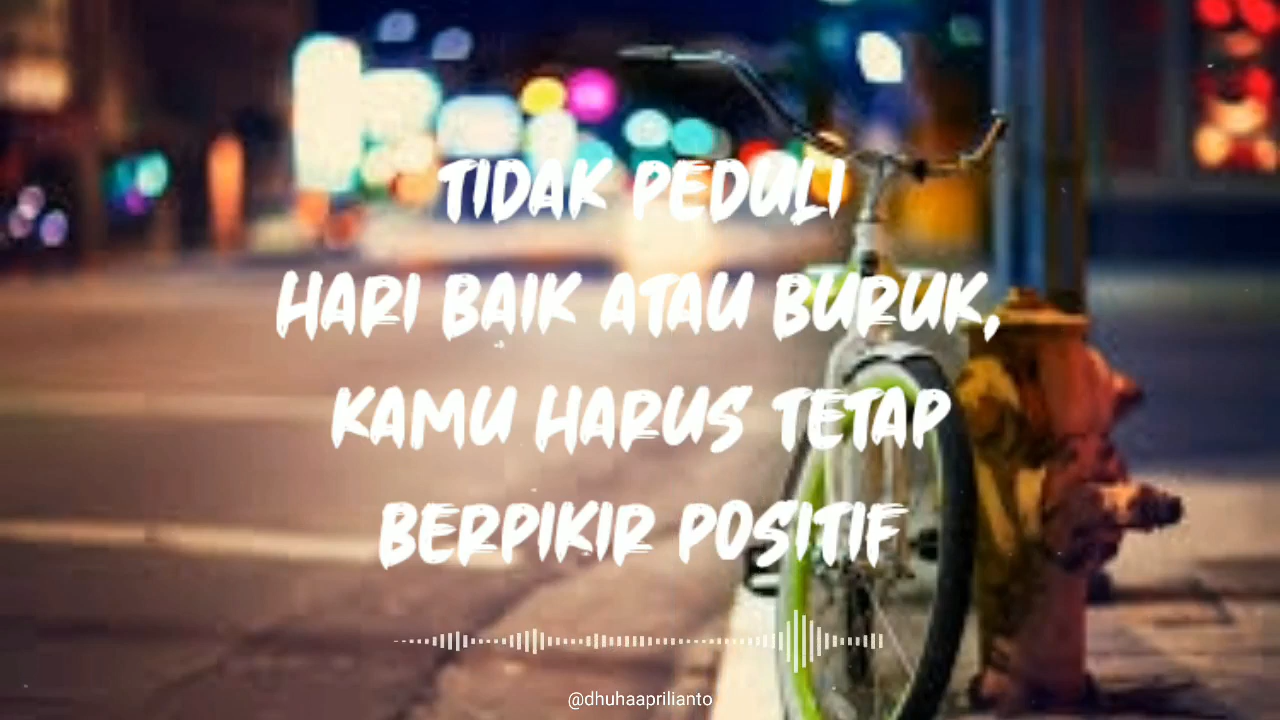 TIDAK PEDULI
HARI BAIK ATAU BURUK,
KAMU HARUS TETAP
BERPIKIR POSITIF
@dhuhaaprilianto